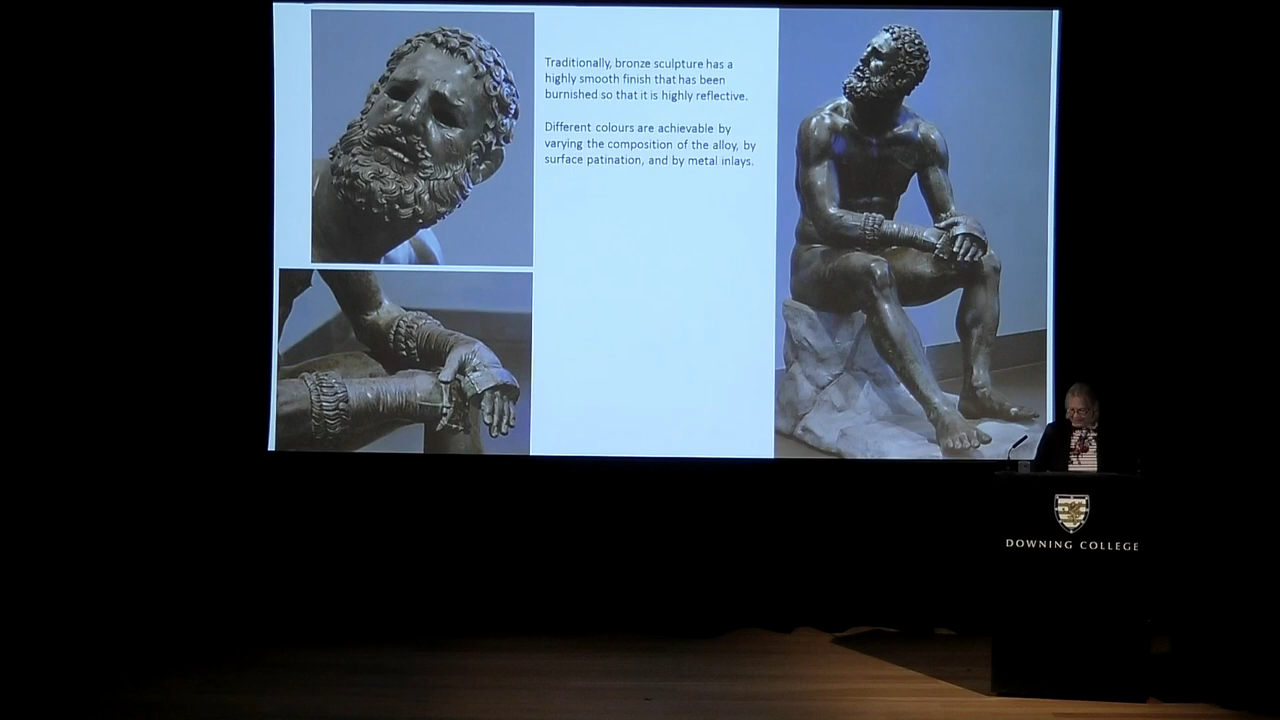 Traditionally, bronze sculpture has a
highly smooth finish that has been
burnished so that it is highly reflective.
Different colours are achievable by
varying the composition of the alloy, by
surface patination, and by metal inlays.
DOWNING COLLEGE